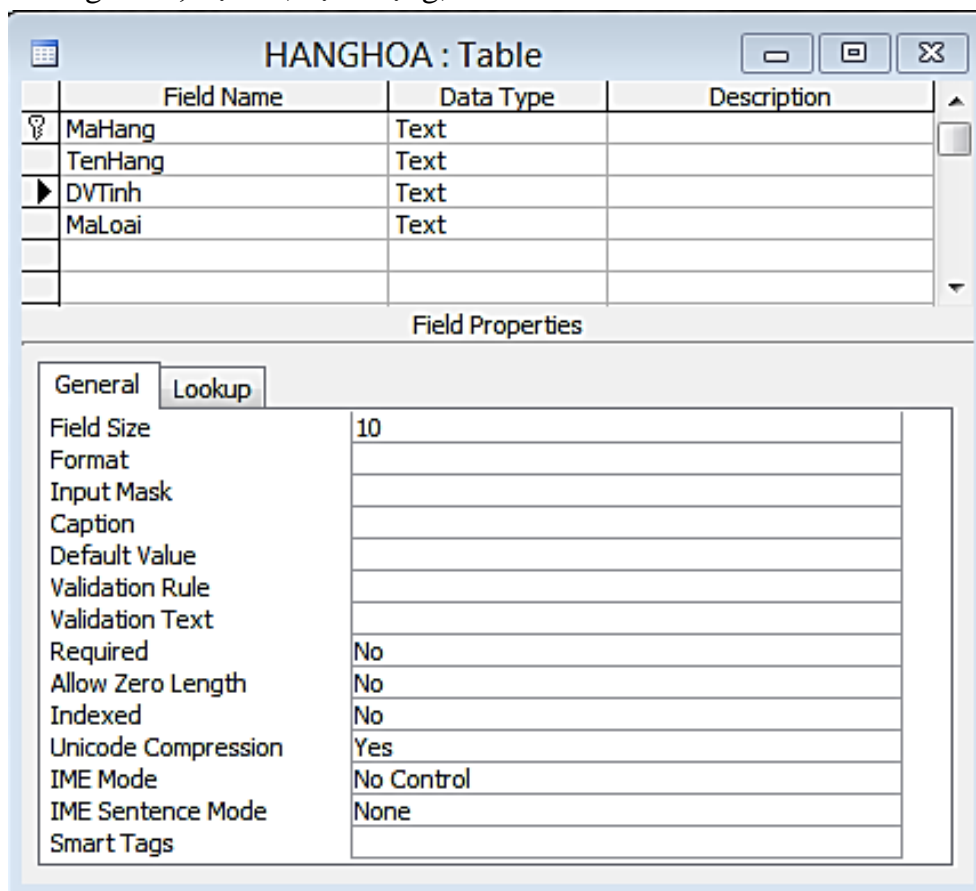 HANGHOA : Table
Field Name Data Type Description
MaHang Text
TenHang Text
DVTinh Text
MaLoai Text
Field Properties
General Lookup
Field Size 10
Format
Input Mask
Caption
Default Value
Validation Rule
Validation Text
Required No
Allow Zero Length No
Indexed No
Unicode Compression Yes
IME Mode No Control
IME Sentence Mode None
Smart Tags